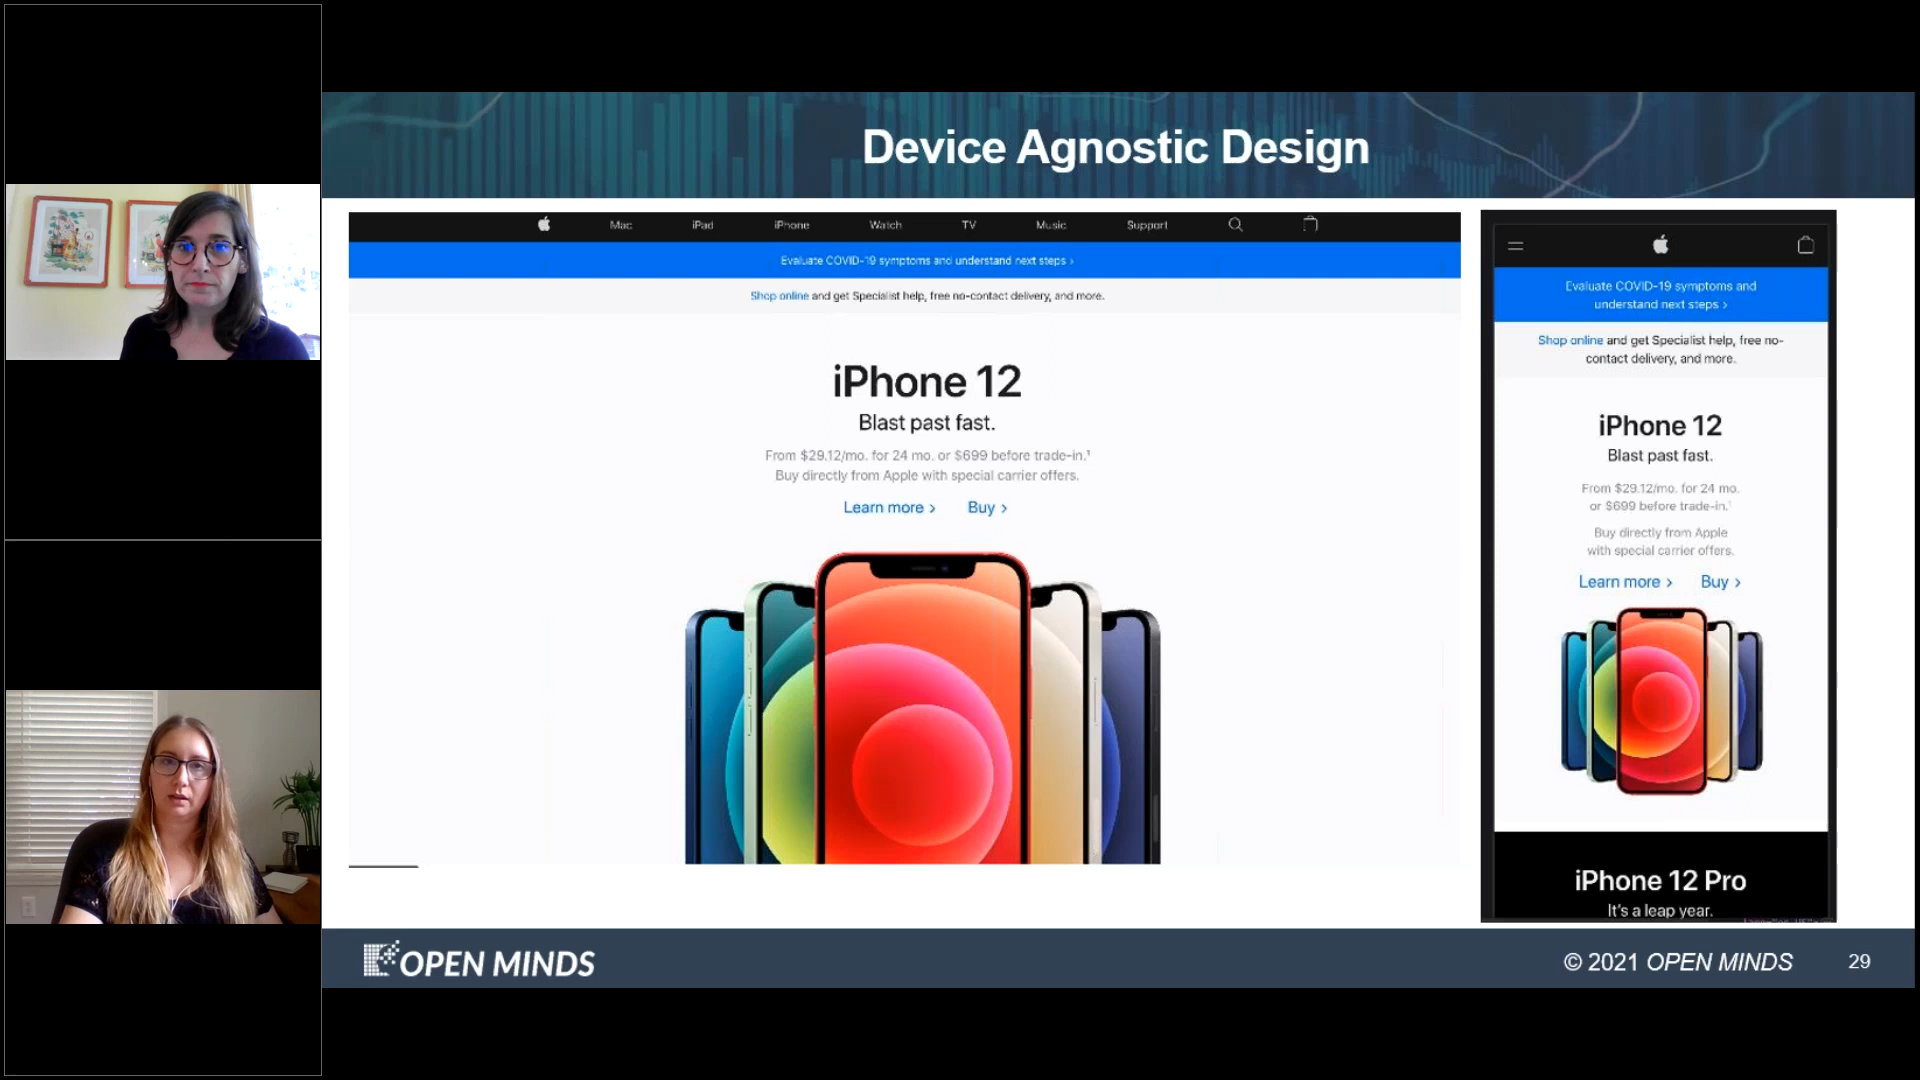 Device Agnostic Design
Mac iPad iPhone Watch TV Music Support
Evaluate COVID-19 symptoms and understand next steps ›
Shop online and get Specialist help, free no-contact delivery, and more.
iPhone 12
Blast past fast.
From $29.12/mo. for 24 mo. or $699 before trade-in.¹
Buy directly from Apple with special carrier offers.
Learn more › Buy ›
Evaluate COVID-19 symptoms and
understand next steps ›
Shop online and get Specialist help, free no-
contact delivery, and more.
iPhone 12
Blast past fast.
From $29.12/mo. for 24 mo.
or $699 before trade-in.¹
Buy directly from Apple
with special carrier offers.
Learn more › Buy ›
iPhone 12 Pro
It's a leap year.
OPEN MINDS
© 2021 OPEN MINDS 29